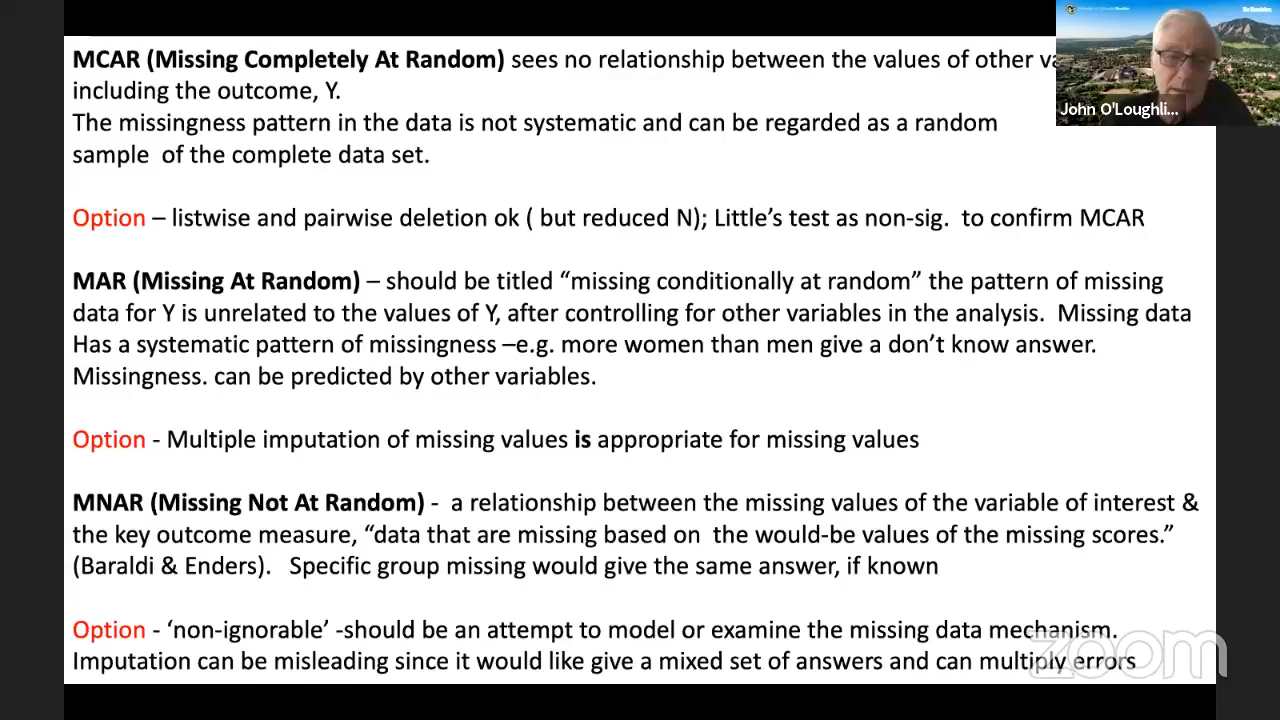 MCAR (Missing Completely At Random) sees no relationship between the values of other va
including the outcome, Y.
The missingness pattern in the data is not systematic and can be regarded as a random
sample of the complete data set.
Option – listwise and pairwise deletion ok ( but reduced N); Little's test as non-sig. to confirm MCAR
MAR (Missing At Random) – should be titled "missing conditionally at random" the pattern of missing
data for Y is unrelated to the values of Y, after controlling for other variables in the analysis. Missing data
Has a systematic pattern of missingness –e.g. more women than men give a don't know answer.
Missingness. can be predicted by other variables.
Option - Multiple imputation of missing values is appropriate for missing values
MNAR (Missing Not At Random) - a relationship between the missing values of the variable of interest &
the key outcome measure, "data that are missing based on the would-be values of the missing scores."
(Baraldi & Enders). Specific group missing would give the same answer, if known
Option - 'non-ignorable' -should be an attempt to model or examine the missing data mechanism.
Imputation can be misleading since it would like give a mixed set of answers and can multiply errors
John O'Loughli...
zoom